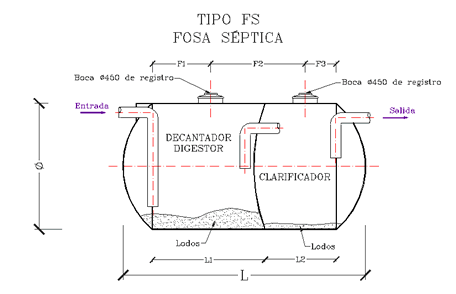 TIPO FS
FOSA SÉPTICA
F1
F2
F3
Boca ø450 de registro
Boca ø450 de registro
Entrada
Salida
DECANTADOR
DIGESTOR
CLARIFICADOR
Ø
Lodos
Lodos
L1
L2
L